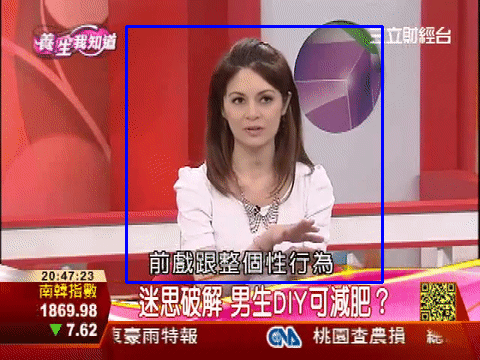 養生我知道
三立財經台
前戲跟整個性行為
20:47:23
南韓指數
1869.98
▼7.62
迷思破解 男生DIY可減肥？
東豪雨特報
CNA
桃園查農損
總